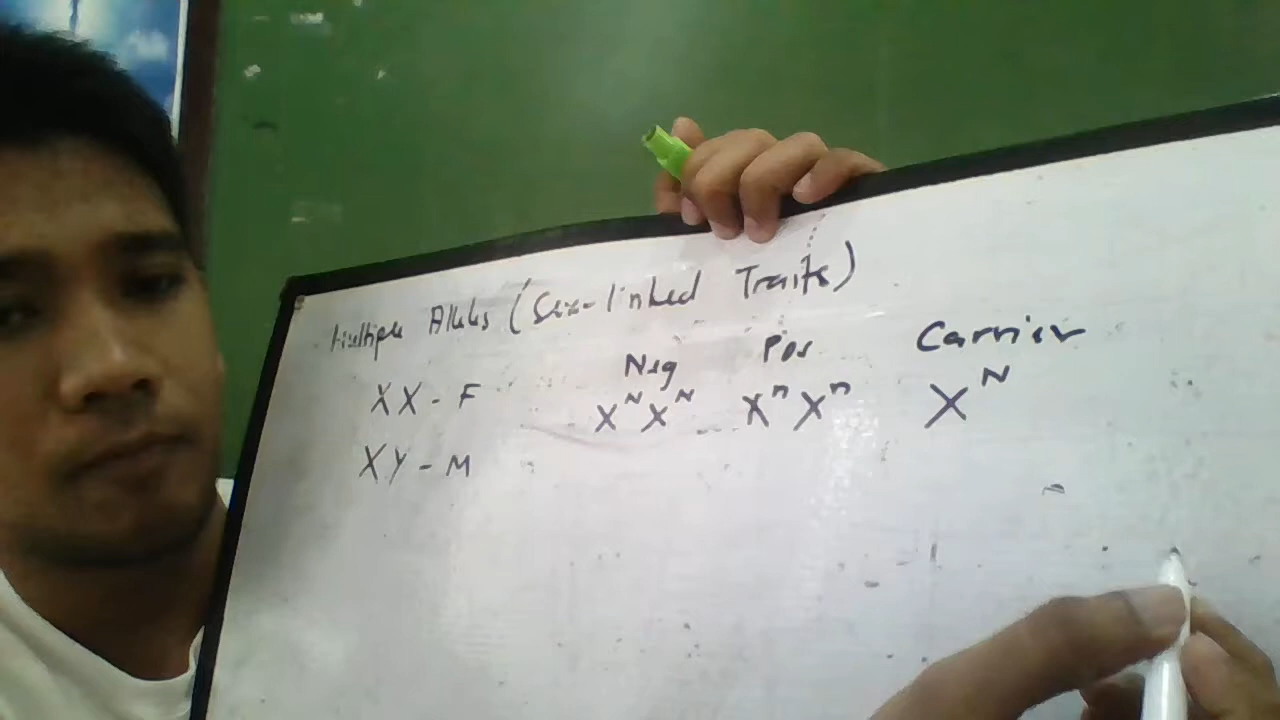 Multiple Alleles (Sex-linked Traits)
Neg Pos Carrier
XX - F X^N X^N X^n X^n X^N
XY - M